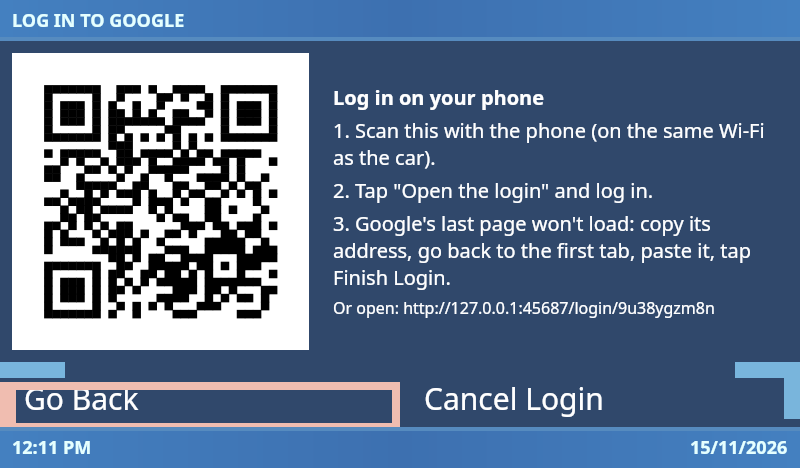 LOG IN TO GOOGLE
Log in on your phone
1. Scan this with the phone (on the same Wi-Fi
as the car).
2. Tap "Open the login" and log in.
3. Google's last page won't load: copy its
address, go back to the first tab, paste it, tap
Finish Login.
Or open: http://127.0.0.1:45687/login/9u38ygzm8n
Go Back
Cancel Login
12:11 PM
15/11/2026